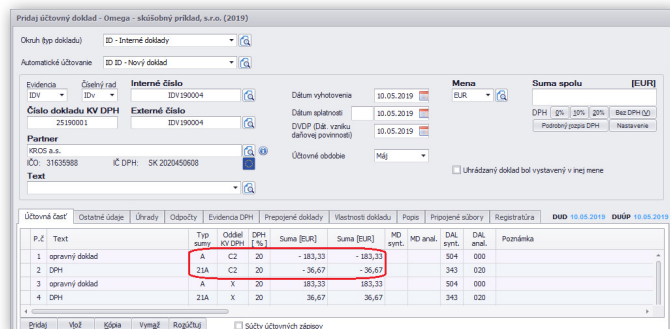 Pridaj účtovný doklad - Omega - skúšobný príklad, s.r.o. (2019)
Okruh (typ dokladu) ID - Interné doklady
Automatické účtovanie ID ID - Nový doklad
Evidencia Číselný rad Interné číslo Mena Suma spolu [EUR]
IDV IDv IDV190004 Dátum vyhotovenia 10.05.2019 EUR
Číslo dokladu KV DPH Externé číslo Dátum splatnosti 10.05.2019 DPH 0% 10% 20% Bez DPH (V)
25190001 IDV190004 DVDP (Dát. vzniku daňovej povinnosti) 10.05.2019 Podrobný rozpis DPH Nastavenie
Partner
KROS a.s. Účtovné obdobie Máj
IČO: 31635988 IČ DPH: SK 2020450608 Uhrádzaný doklad bol vystavený v inej mene
Text
Účtovná časť Ostatné údaje Úhrady Odpočty Evidencia DPH Prepojené doklady Vlastnosti dokladu Popis Pripojené súbory Registratúra DUD 10.05.2019 DUÚP 10.05.2019
P.č Text Typ sumy Oddiel KV DPH DPH [ % ] Suma [EUR] Suma [EUR] MD synt. MD anal. DAL synt. DAL anal. Poznámka
1 opravný doklad A C2 20 - 183,33 - 183,33 504 000
2 DPH 21A C2 20 - 36,67 - 36,67 343 020
3 opravný doklad A X 20 183,33 183,33 504 000
4 DPH 21A X 20 36,67 36,67 343 020
Pridaj Vlož Kópia Vymaž Rozúčtuj Súčty účtovných zápisov